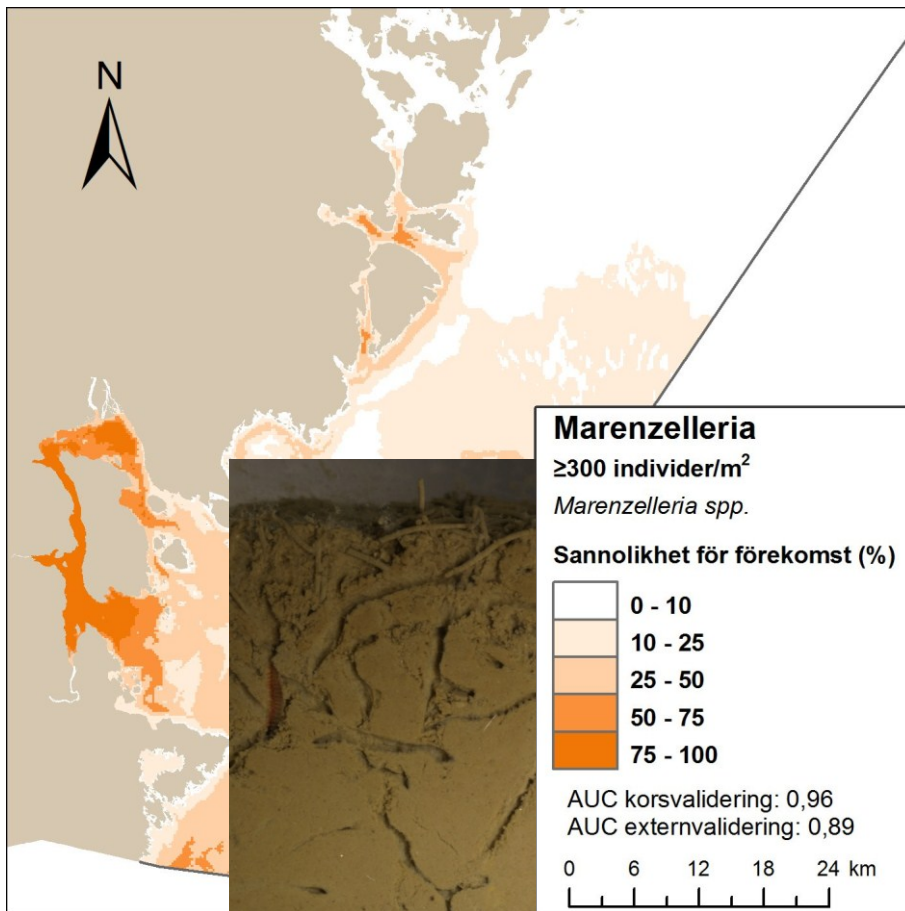 N
Marenzelleria
≥300 individer/m²
Marenzelleria spp.
Sannolikhet för förekomst (%)
0 - 10
10 - 25
25 - 50
50 - 75
75 - 100
AUC korsvalidering: 0,96
AUC externvalidering: 0,89
0 6 12 18 24 km